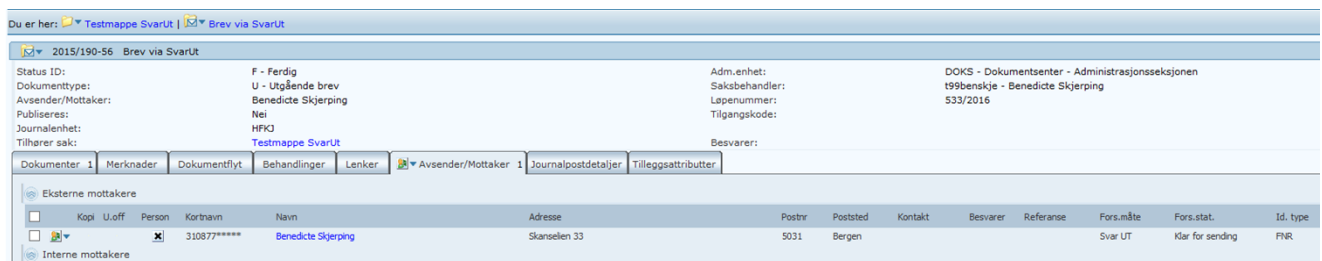 Du er her: Testmappe SvarUt | Brev via SvarUt
2015/190-56 Brev via SvarUt
Status ID: F - Ferdig Adm.enhet: DOKS - Dokumentsenter - Administrasjonsseksjonen
Dokumenttype: U - Utgående brev Saksbehandler: t99benskje - Benedicte Skjerping
Avsender/Mottaker: Benedicte Skjerping Løpenummer: 533/2016
Publiseres: Nei Tilgangskode:
Journalenhet: HFKJ
Tilhører sak: Testmappe SvarUt Besvarer:
Dokumenter 1 Merknader Dokumentflyt Behandlinger Lenker Avsender/Mottaker 1 Journalpostdetaljer Tilleggsattributter
Eksterne mottakere
Kopi U.off Person Kortnavn Navn Adresse Postnr Poststed Kontakt Besvarer Referanse Fors.måte Fors.stat. Id. type
310877***** Benedicte Skjerping Skanselien 33 5031 Bergen Svar UT Klar for sending FNR
Interne mottakere